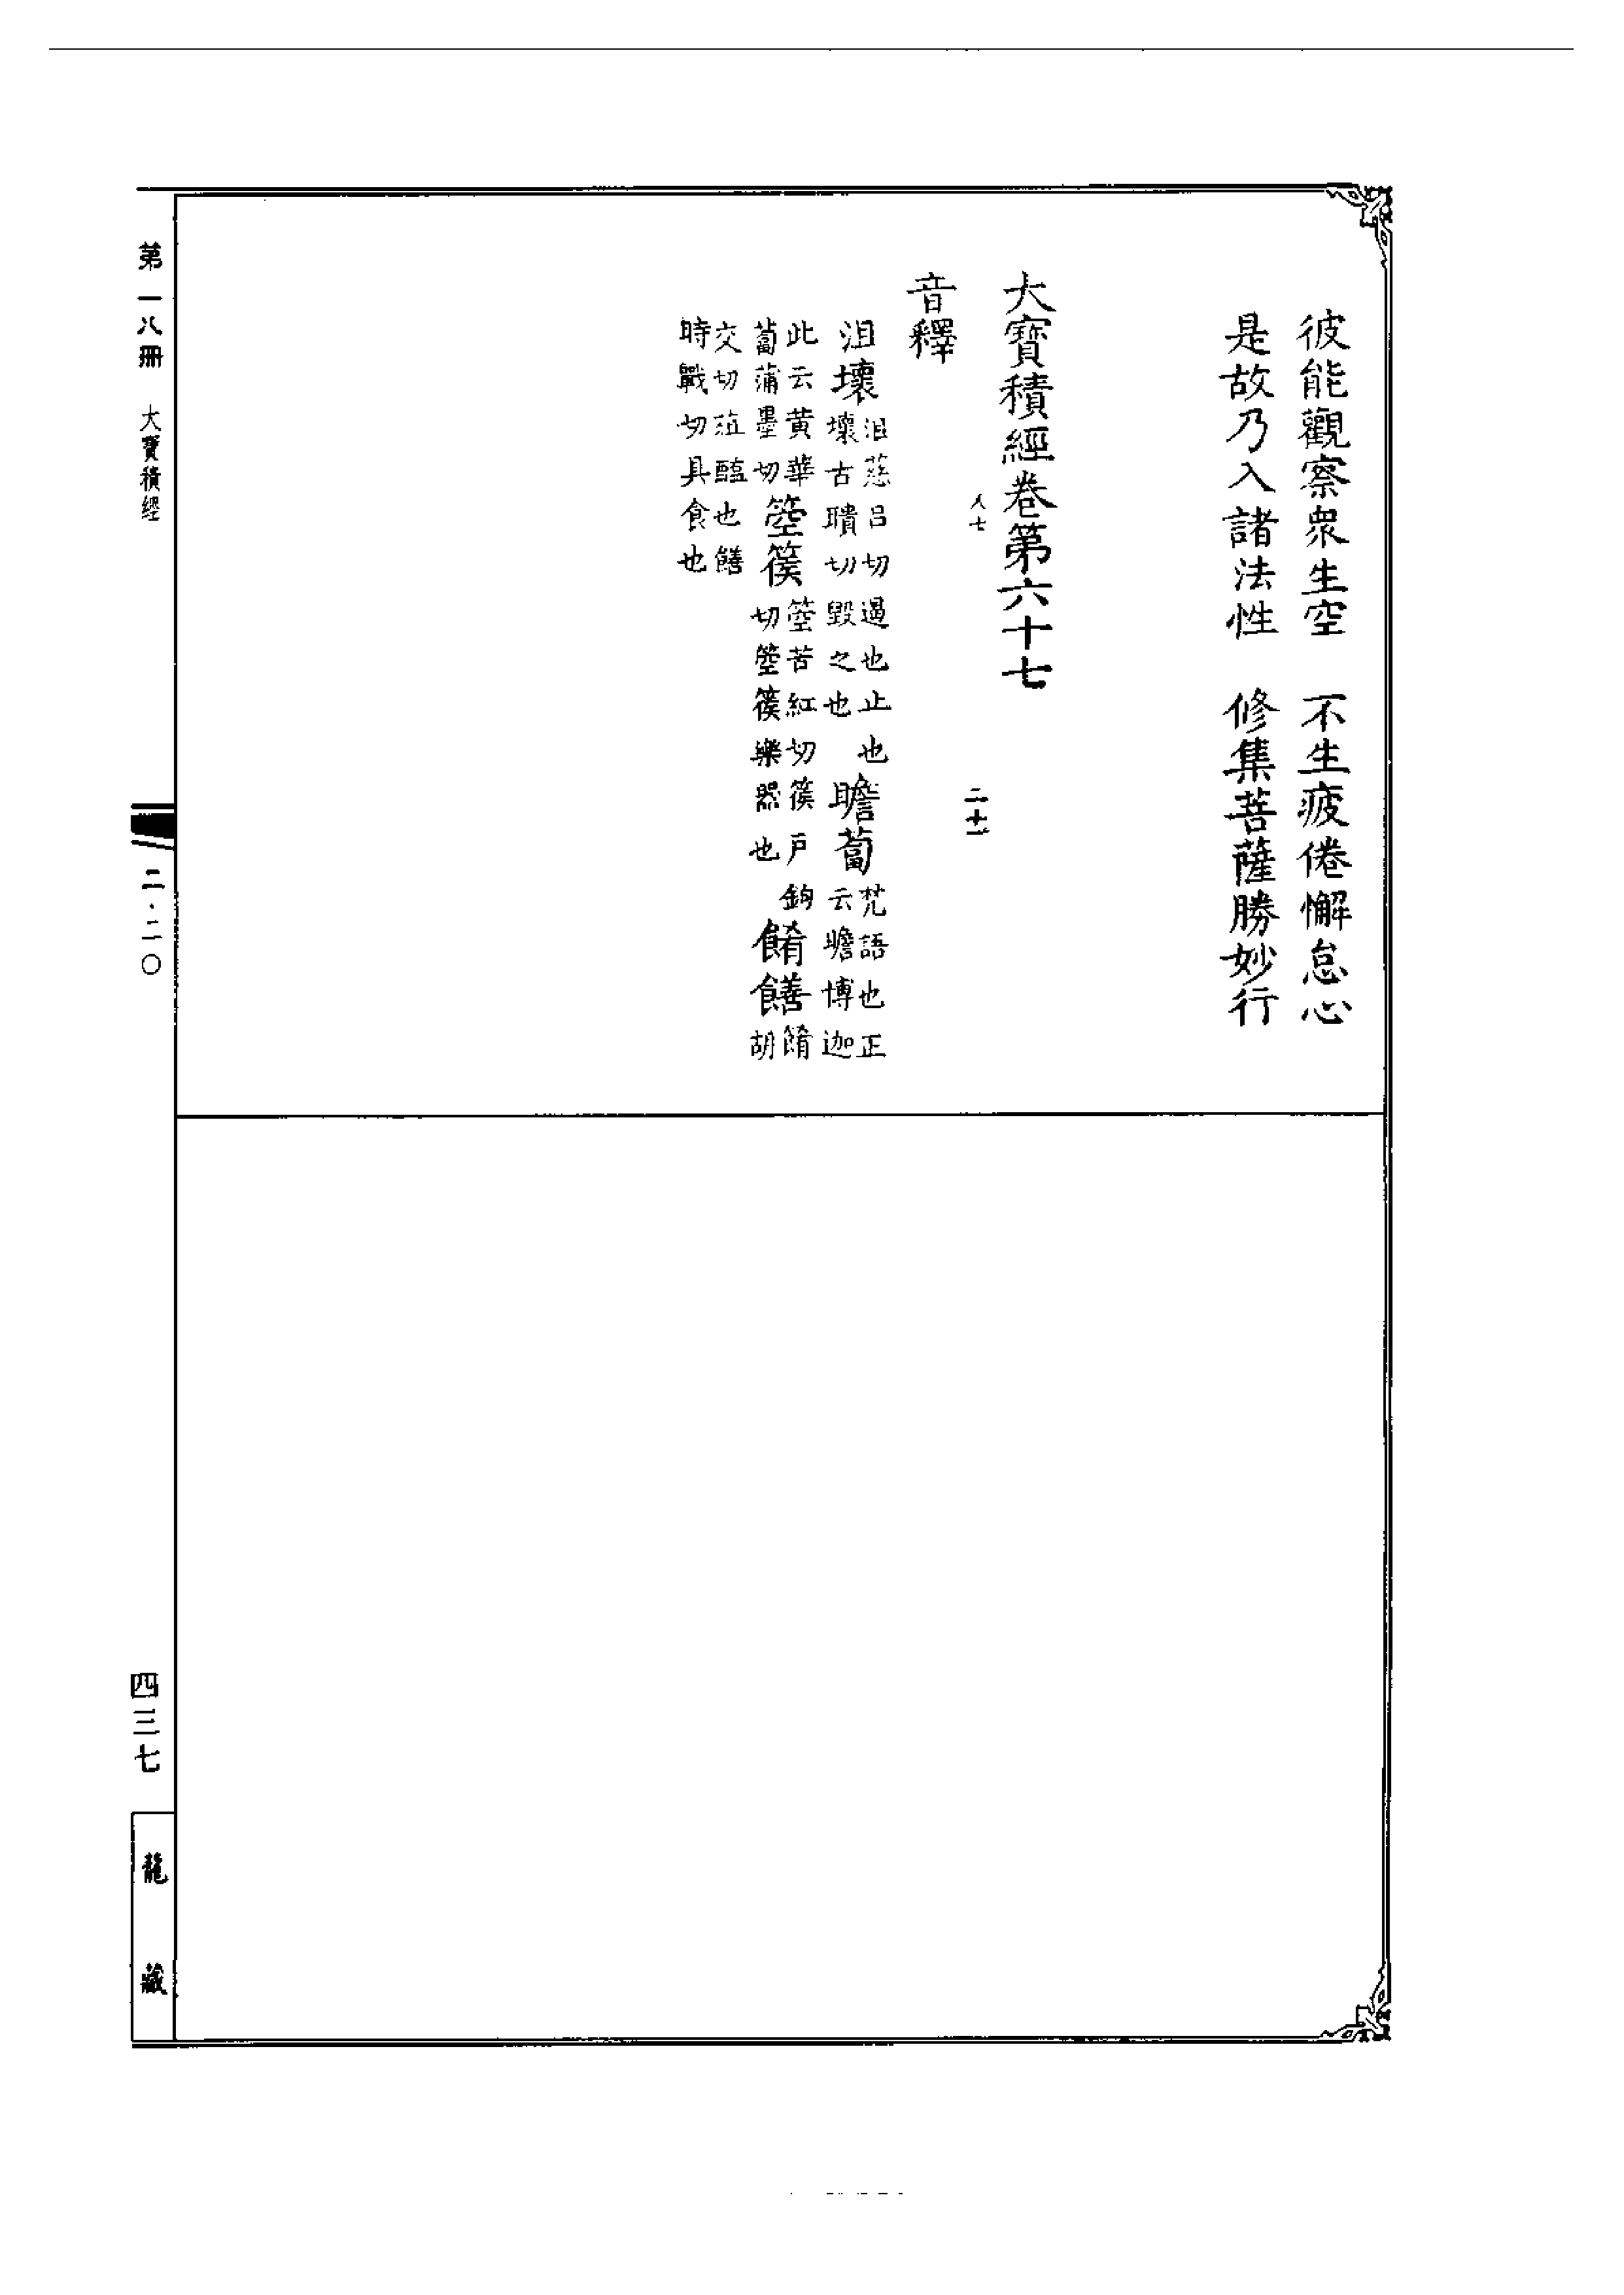 彼能觀察衆生空　不生疲倦懈怠心
是故乃入諸法性　修集菩薩勝妙行
大寶積經卷第六十七
人七　二十一
音釋
沮壞 沮慈呂切遏也止也壞古聵切毀之也 瞻蔔 梵語也正云瞻博迦
此云黄華蔔蒲墨切 箜篌 箜苦紅切篌戶鉤切箜篌樂器也 餚饍 餚胡
交切葅醢也饍時戰切具食也
第一八冊　大寶積經
二·二〇
四三七
龍藏